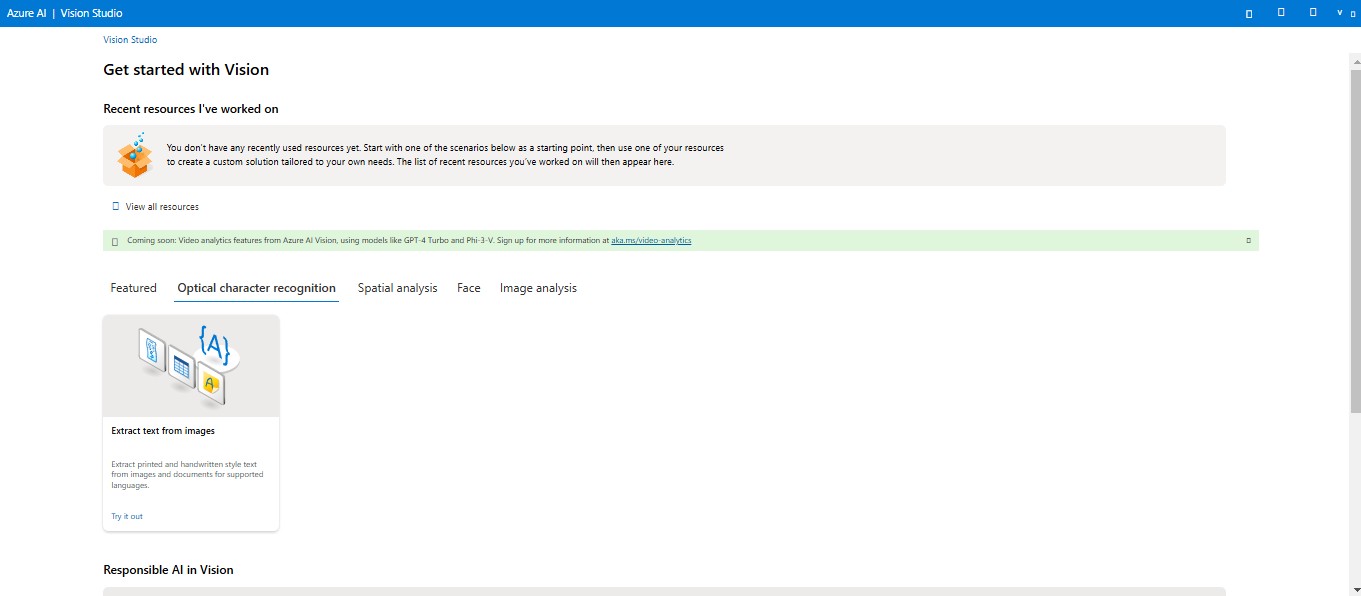 Azure AI | Vision Studio
Vision Studio
Get started with Vision
Recent resources I've worked on
You don't have any recently used resources yet. Start with one of the scenarios below as a starting point, then use one of your resources
to create a custom solution tailored to your own needs. The list of recent resources you've worked on will then appear here.
View all resources
Coming soon: Video analytics features from Azure AI Vision, using models like GPT-4 Turbo and Phi-3-V. Sign up for more information at aka.ms/video-analytics
Featured Optical character recognition Spatial analysis Face Image analysis
{A}
A
Extract text from images
Extract printed and handwritten style text
from images and documents for supported
languages.
Try it out
Responsible AI in Vision